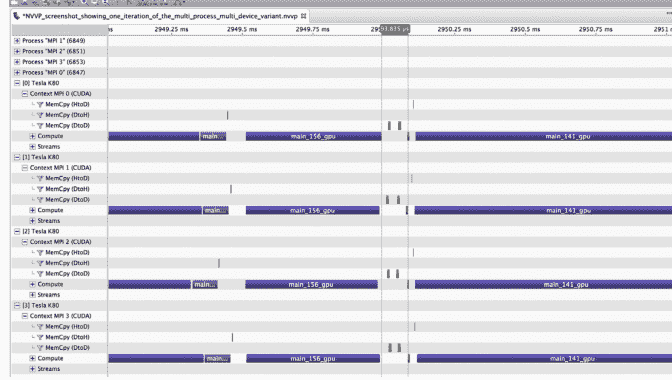 *NVVP_screenshot_showing_one_iteration_of_the_multi_process_multi_device_variant.nvvp
2949.25 ms 2949.5 ms 2949.75 ms 2950.25 ms 2950.5 ms 2950.75 ms 2951
Process "MPI 1" (6849)
Process "MPI 2" (6851)
Process "MPI 3" (6853)
Process "MPI 0" (6847)
[0] Tesla K80
Context MPI 0 (CUDA)
MemCpy (HtoD)
MemCpy (DtoH)
MemCpy (DtoD)
Compute main... main_156_gpu main_141_gpu
Streams
[1] Tesla K80
Context MPI 1 (CUDA)
MemCpy (HtoD)
MemCpy (DtoH)
MemCpy (DtoD)
Compute main... main_156_gpu main_141_gpu
Streams
[2] Tesla K80
Context MPI 2 (CUDA)
MemCpy (HtoD)
MemCpy (DtoH)
MemCpy (DtoD)
Compute main... main_156_gpu main_141_gpu
Streams
[3] Tesla K80
Context MPI 3 (CUDA)
MemCpy (HtoD)
MemCpy (DtoH)
MemCpy (DtoD)
Compute main... main_156_gpu main_141_gpu
Streams